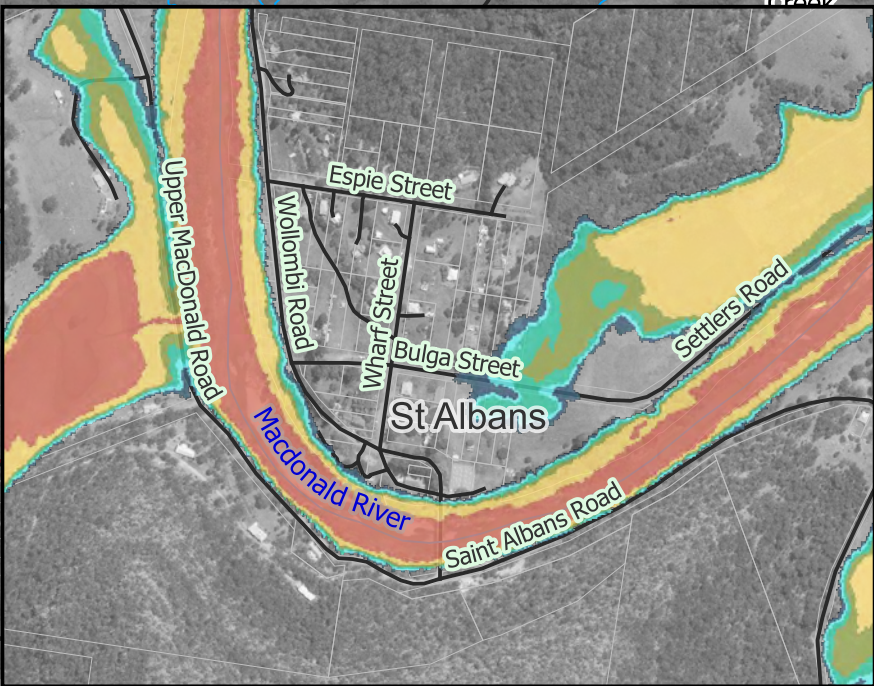 Espie Street
Upper MacDonald Road
Wollombi Road
Wharf Street
Settlers Road
Bulga Street
St Albans
Macdonald River
Saint Albans Road